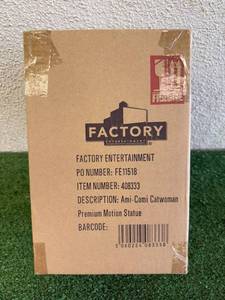 FACTORY
ENTERTAINMENT
FACTORY ENTERTAINMENT
PO NUMBER: FE11518
ITEM NUMBER: 408333
DESCRIPTION: Ami-Comi Catwoman
Premium Motion Statue
BARCODE: